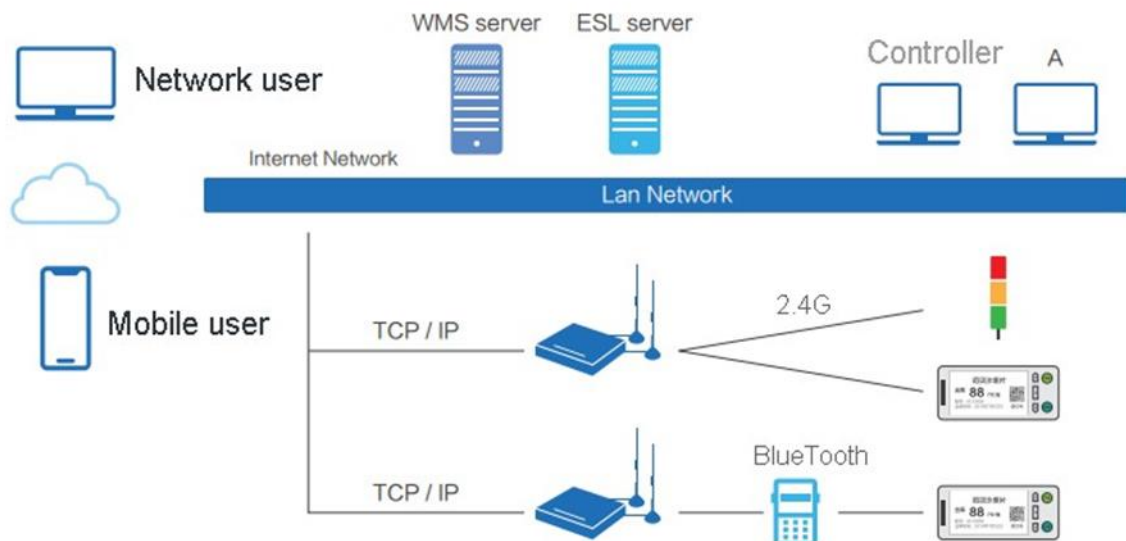 WMS server
ESL server
Controller
A
Network user
Internet Network
Lan Network
Mobile user
TCP / IP
2.4G
88
TCP / IP
BlueTooth
88